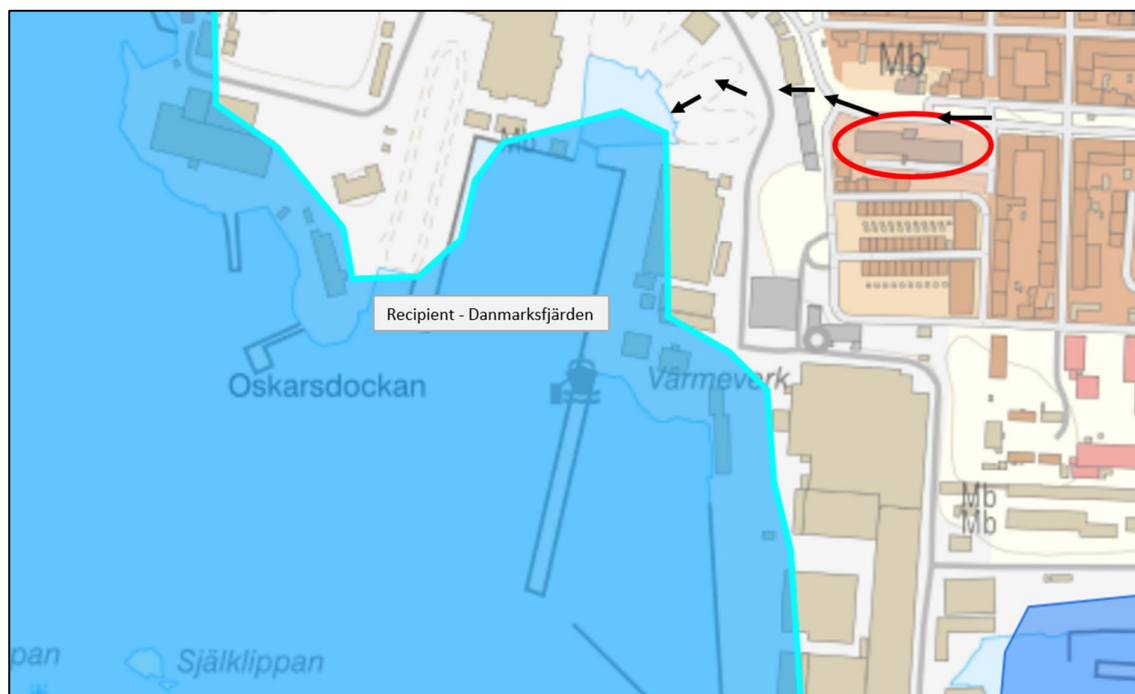 Mb
Mb
Recipient - Danmarksfjärden
Oskarsdockan
Värmeverk
Mb
Mb
pan
Själklippan